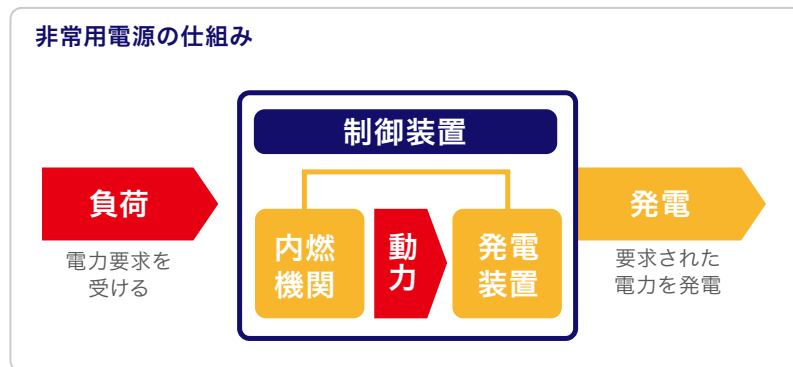 非常用電源の仕組み
制御装置
負荷
電力要求を
受ける
内燃
機関
動
力
発電
装置
発電
要求された
電力を発電